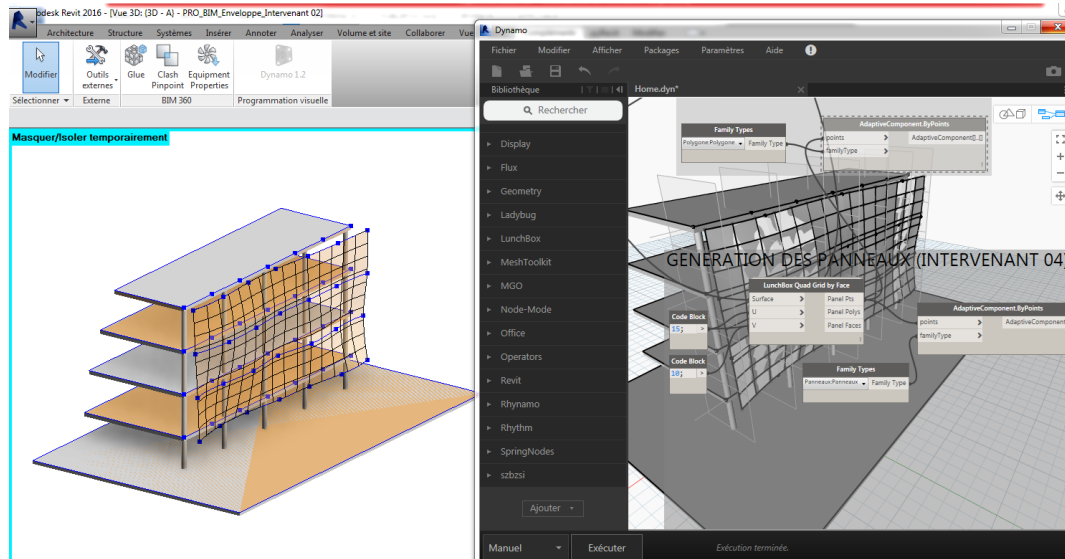 odesk Revit 2016 - [Vue 3D: (3D - A) - PRO_BIM_Enveloppe_Intervenant 02]
Architecture Structure Systèmes Insérer Annoter Analyser Volume et site Collaborer Vue
Modifier
Outils externes
Glue
Clash Pinpoint
Equipment Properties
Dynamo 1.2
Sélectionner Externe BIM 360 Programmation visuelle
Masquer/Isoler temporairement
Dynamo
Fichier Modifier Afficher Packages Paramètres Aide
Bibliothèque
Home.dyn*
Rechercher
Display
Flux
Geometry
Ladybug
LunchBox
MeshToolkit
MGO
Node-Mode
Office
Operators
Revit
Rhynamo
Rhythm
SpringNodes
szbzsi
Ajouter
Manuel
Exécuter
Exécution terminée.
Family Types
Polygone:Polygone Family Type
AdaptiveComponent.ByPoints
points > AdaptiveComponent[]..[]
familyType >
GENERATION DES PANNEAUX (INTERVENANT 04)
LunchBox Quad Grid by Face
Surface > Panel Pts
U > Panel Polys
V > Panel Faces
Code Block
15; >
Code Block
10; >
AdaptiveComponent.ByPoints
points > AdaptiveComponent
familyType >
Family Types
Panneaux:Panneaux Family Type